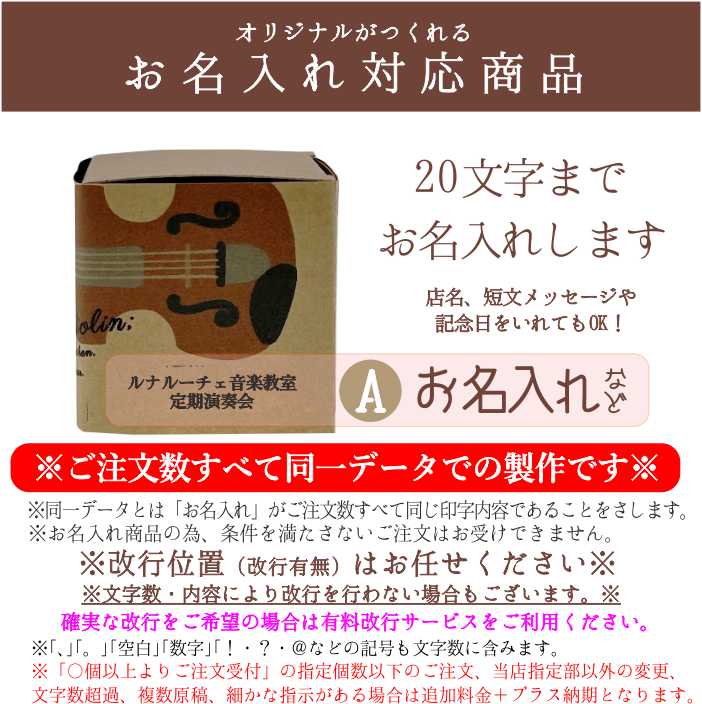 オリジナルがつくれる
お名入れ対応商品
20文字まで
お名入れします
店名、短文メッセージや
記念日をいれてもOK！
olin;
ルナルーチェ音楽教室
定期演奏会
A お名入れなど
※ご注文数すべて同一データでの製作です※
※同一データとは「お名入れ」がご注文数すべて同じ印字内容であることをさします。
※お名入れ商品の為、条件を満たさないご注文はお受けできません。
※改行位置（改行有無）はお任せください※
※文字数・内容により改行を行わない場合もございます。※
確実な改行をご希望の場合は有料改行サービスをご利用ください。
※「､」「。」「空白」「数字」「！・？・@などの記号も文字数に含みます。
※「○個以上よりご注文受付」の指定個数以下のご注文、当店指定部以外の変更、
文字数超過、複数原稿、細かな指示がある場合は追加料金＋プラス納期となります。